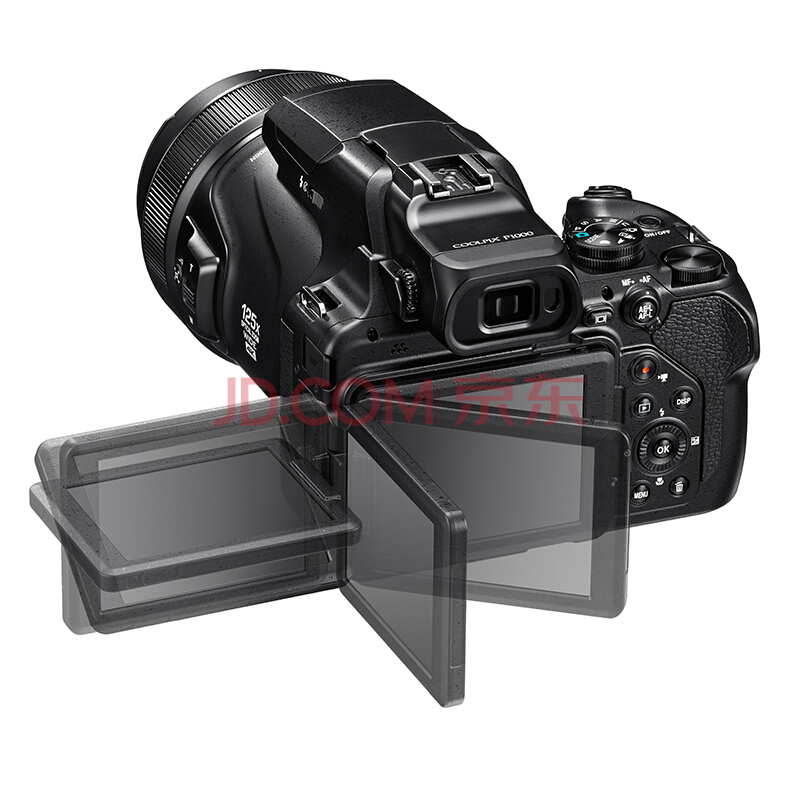 COOLPIX P1000
ON/OFF
MF
AF
AE-L
AF-L
125X
T
JD.COM 京东
DISP
OK
MENU